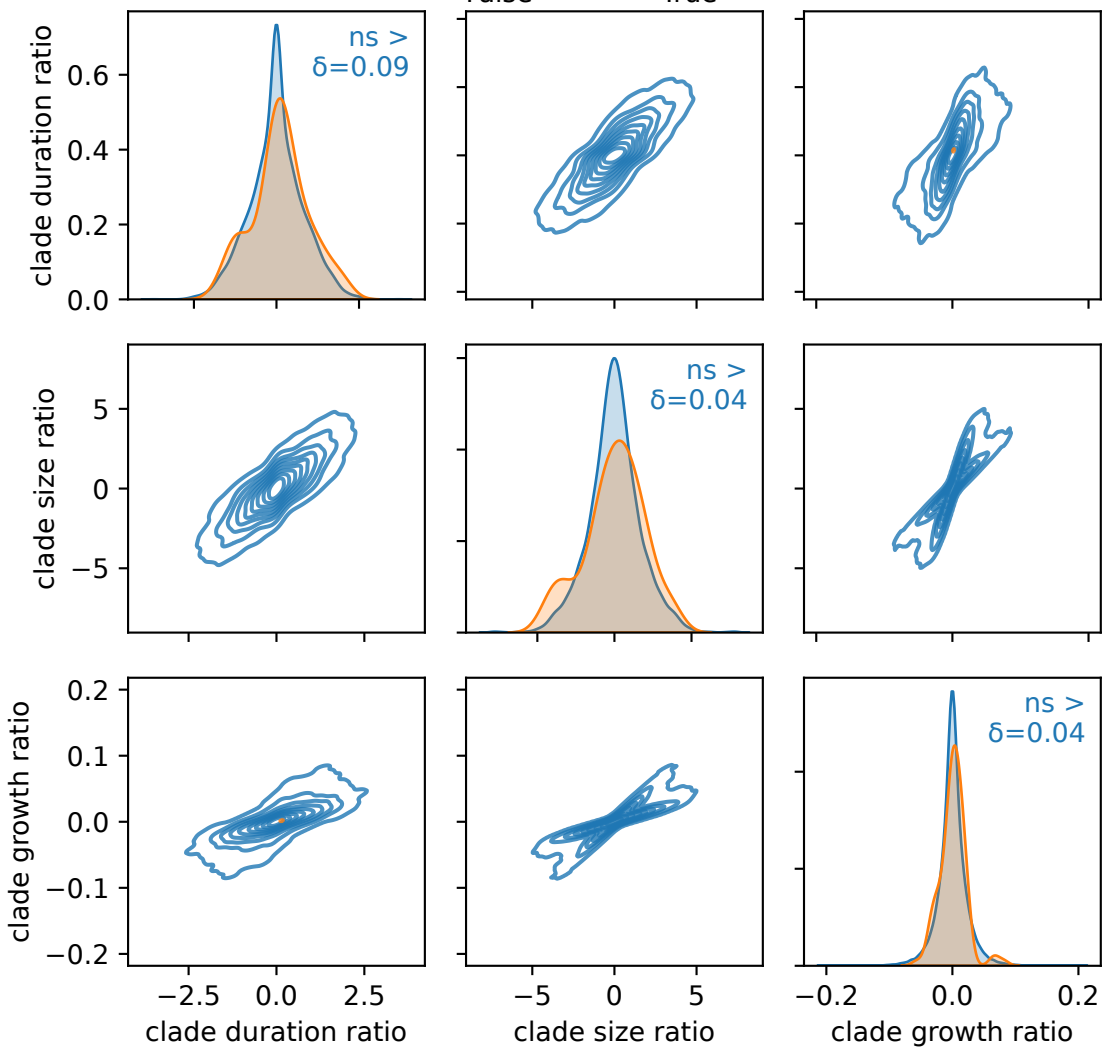 clade duration ratio
0.6
0.4
0.2
0.0
ns >
δ=0.09
clade size ratio
5
0
−5
ns >
δ=0.04
clade growth ratio
0.2
0.1
0.0
−0.1
−0.2
ns >
δ=0.04
−2.5 0.0 2.5
−5 0 5
−0.2 0.0 0.2
clade duration ratio
clade size ratio
clade growth ratio